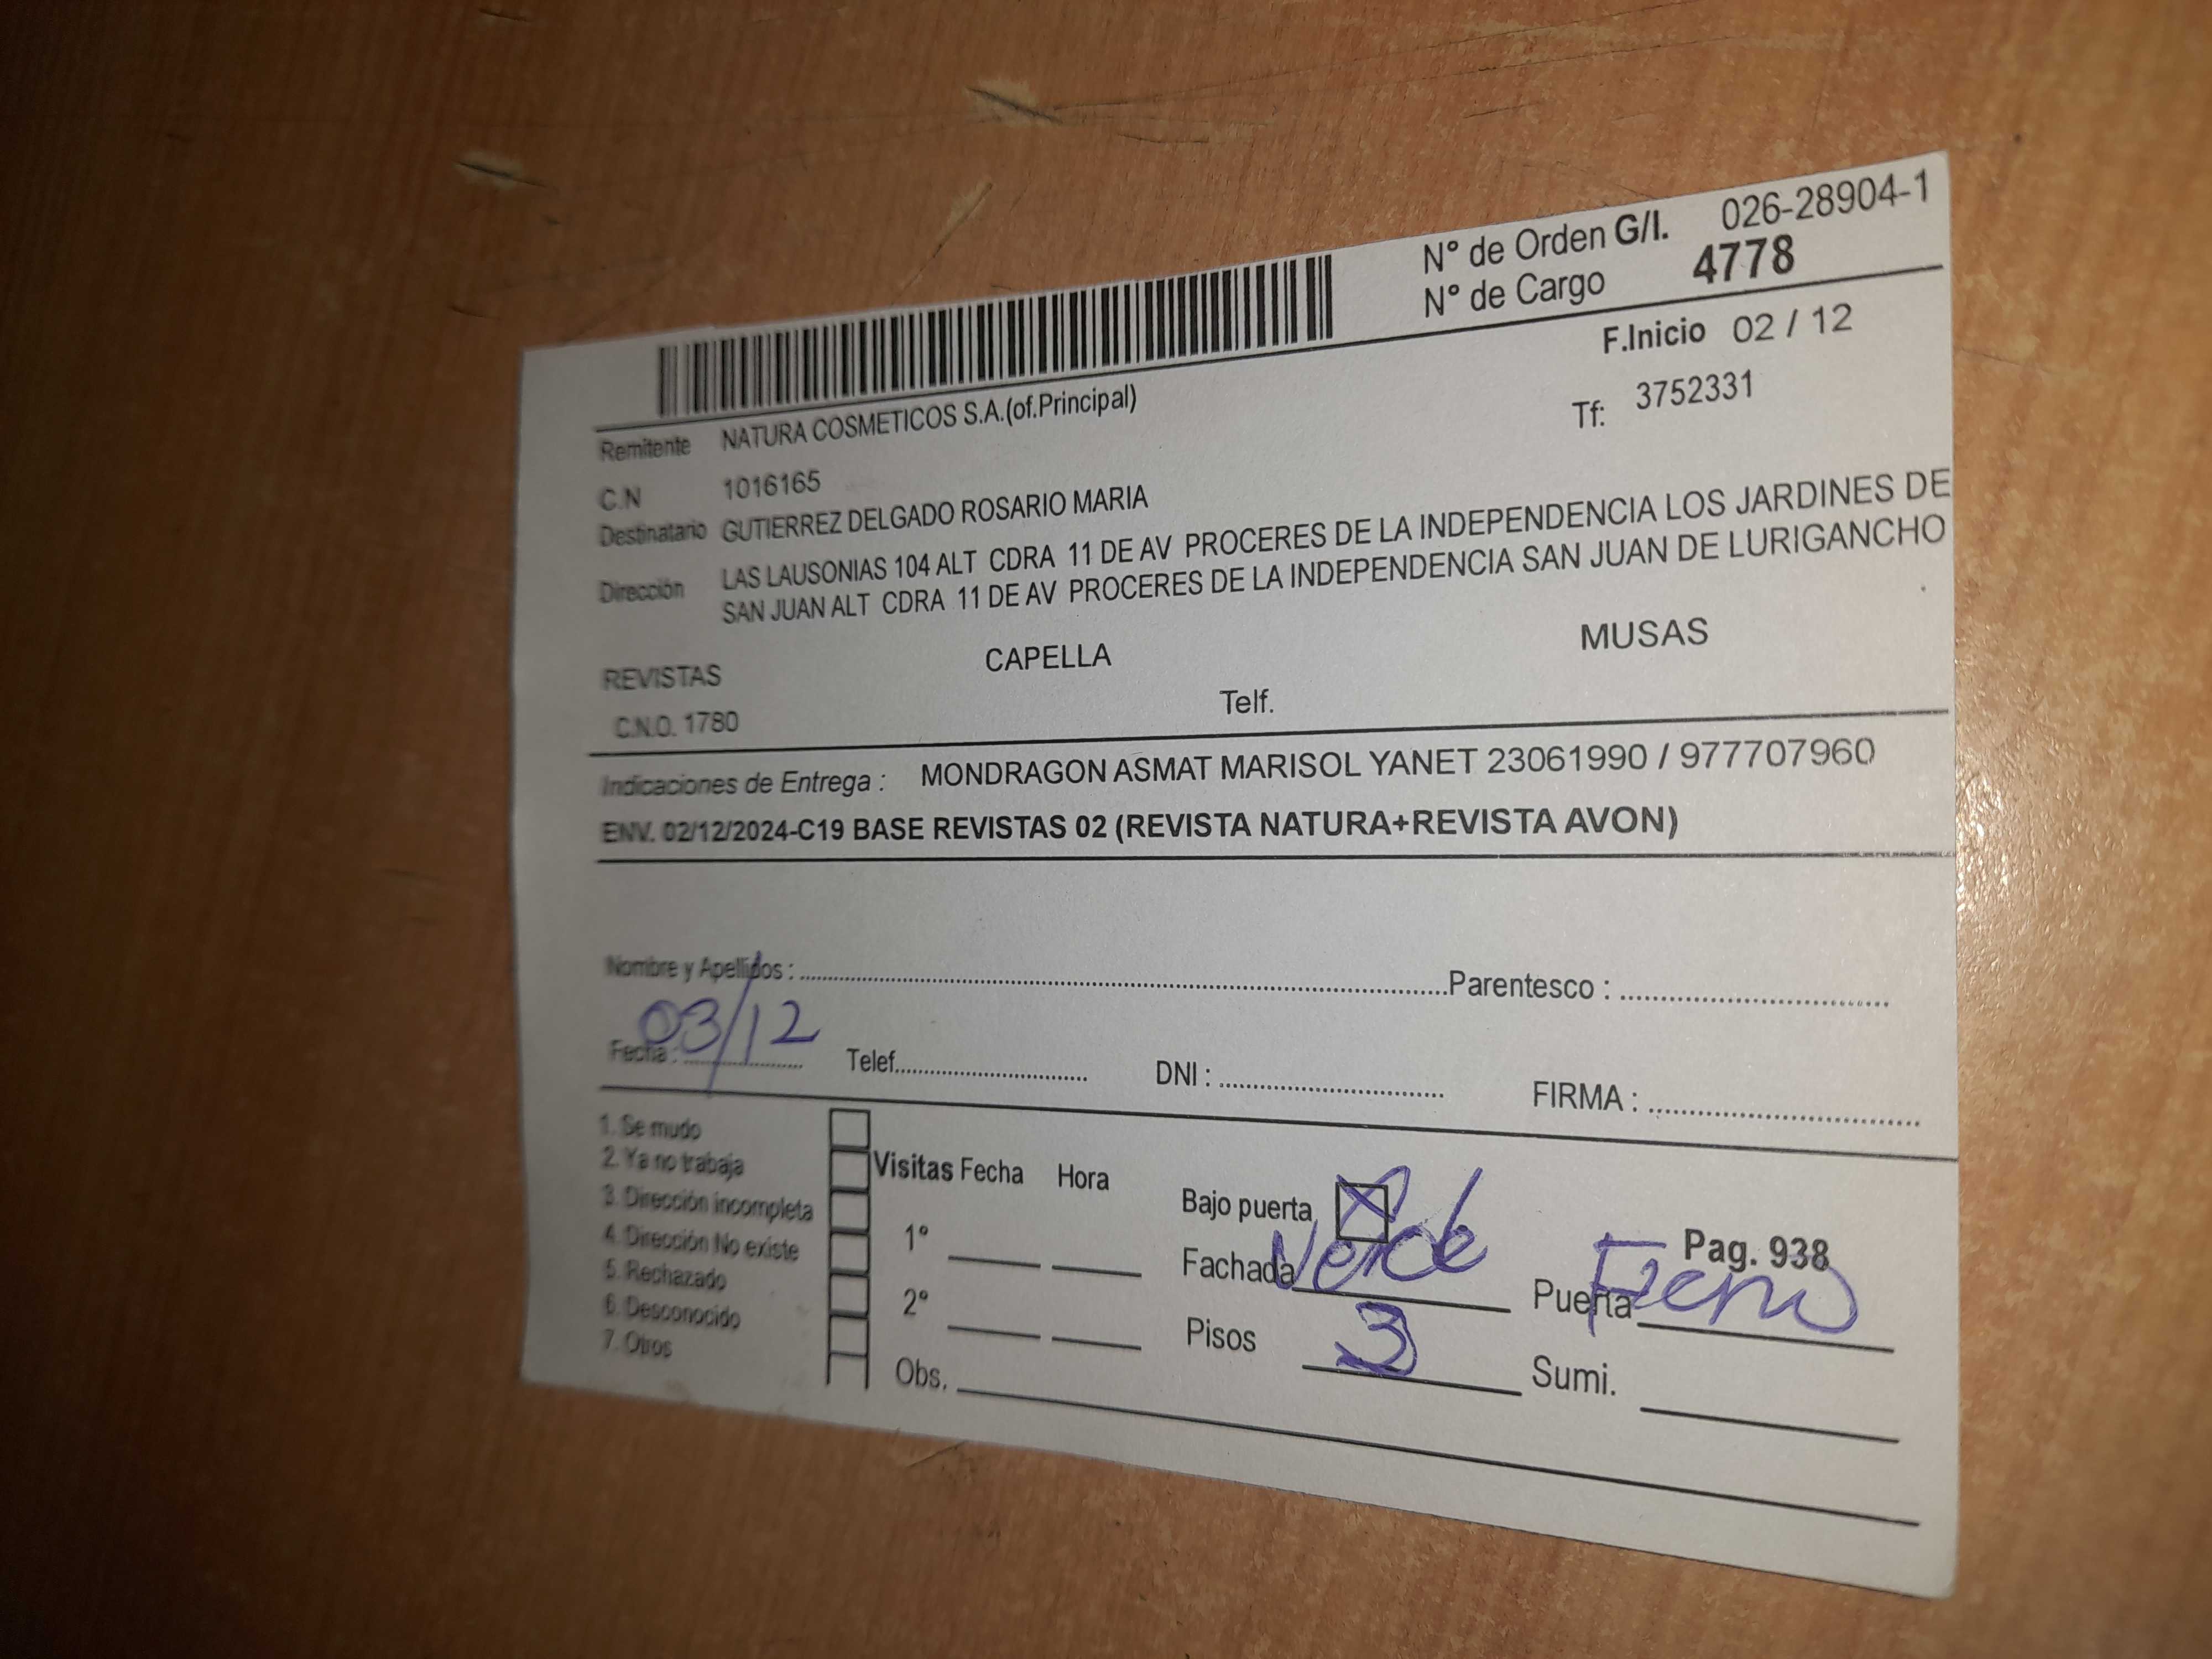 N° de Orden G/I. 026-28904-1
N° de Cargo 4778
F.Inicio 02 / 12
Remitente NATURA COSMETICOS S.A.(of.Principal) Tf: 3752331
C.N 1016165
Destinatario GUTIERREZ DELGADO ROSARIO MARIA
Dirección LAS LAUSONIAS 104 ALT CDRA 11 DE AV PROCERES DE LA INDEPENDENCIA LOS JARDINES DE
SAN JUAN ALT CDRA 11 DE AV PROCERES DE LA INDEPENDENCIA SAN JUAN DE LURIGANCHO
REVISTAS CAPELLA MUSAS
C.N.O. 1780 Telf.
Indicaciones de Entrega : MONDRAGON ASMAT MARISOL YANET 23061990 / 977707960
ENV. 02/12/2024-C19 BASE REVISTAS 02 (REVISTA NATURA+REVISTA AVON)
Nombre y Apellidos : Parentesco :
Fecha : 03/12 Telef. DNI : FIRMA :
1. Se mudo
2. Ya no trabaja
3. Dirección incompleta
4. Dirección No existe
5. Rechazado
6. Desconocido
7. Otros
Visitas Fecha Hora
1°
2°
Obs.
Bajo puerta
Pag. 938
Fachada Verde Puerta Fierro
Pisos 3 Sumi.